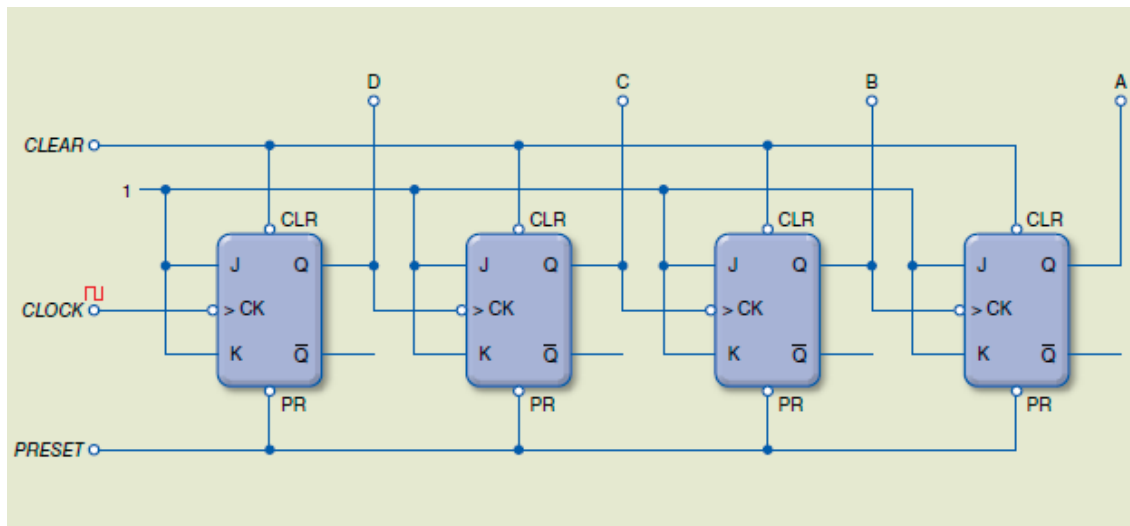 D C B A
CLEAR
1
CLR CLR CLR CLR
J Q J Q J Q J Q
CLOCK > CK > CK > CK > CK
K Q̅ K Q̅ K Q̅ K Q̅
PR PR PR PR
PRESET